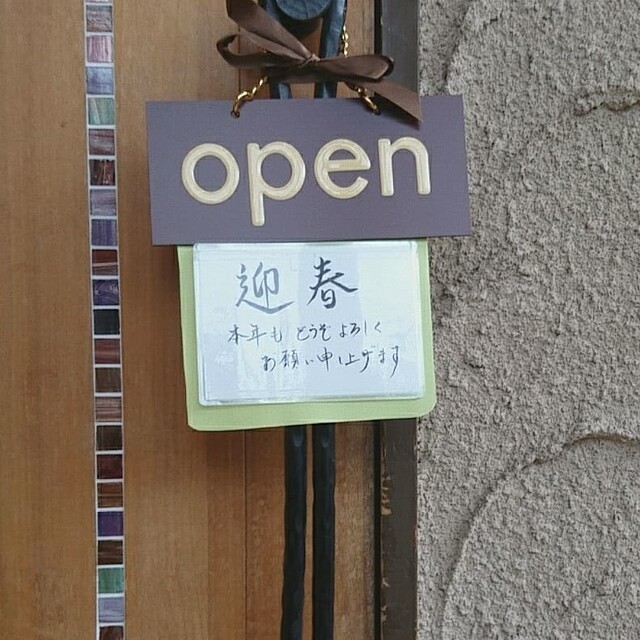 open
迎春
本年も どうぞよろしく
お願い申し上げます